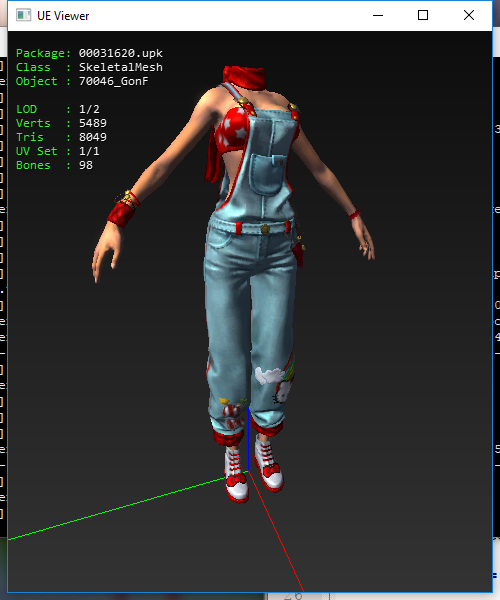 UE Viewer
Package: 00031620.upk
Class : SkeletalMesh
Object : 70046_GonF
LOD : 1/2
Verts : 5489
Tris : 8049
UV Set : 1/1
Bones : 98
26